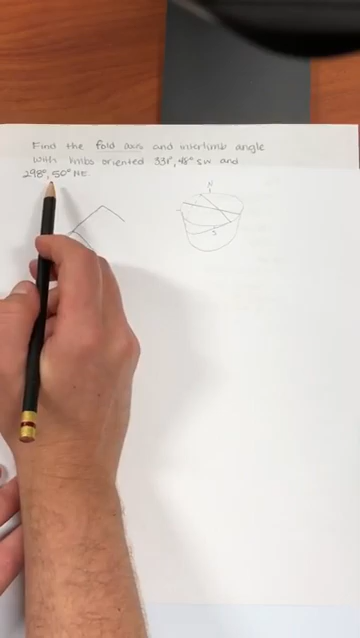 Find the fold axis and interlimb angle
with limbs oriented 331°, 48° SW and
298°, 50° NE.
N